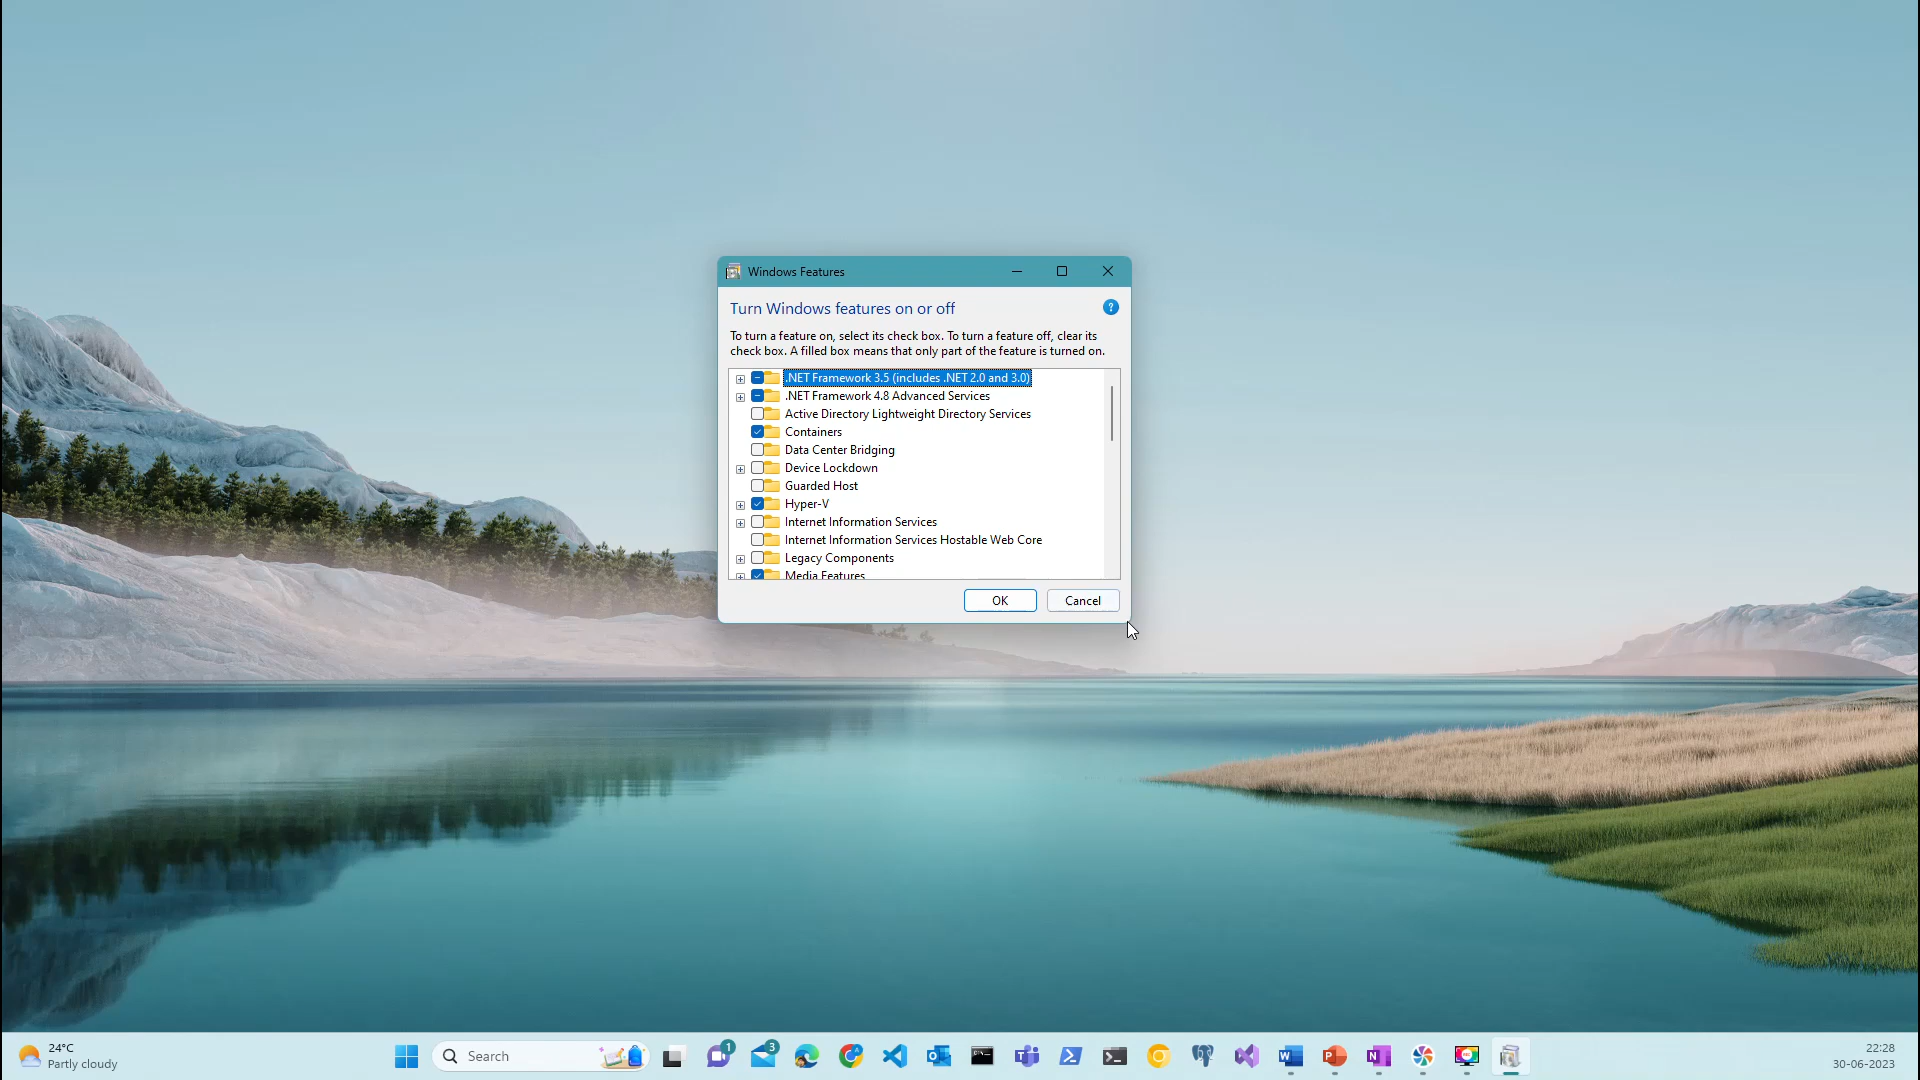 Windows Features
Turn Windows features on or off
?
To turn a feature on, select its check box. To turn a feature off, clear its
check box. A filled box means that only part of the feature is turned on.
.NET Framework 3.5 (includes .NET 2.0 and 3.0)
.NET Framework 4.8 Advanced Services
Active Directory Lightweight Directory Services
Containers
Data Center Bridging
Device Lockdown
Guarded Host
Hyper-V
Internet Information Services
Internet Information Services Hostable Web Core
Legacy Components
Media Features
OK Cancel
24°C
Partly cloudy
Search
1
3
22:28
30-06-2023